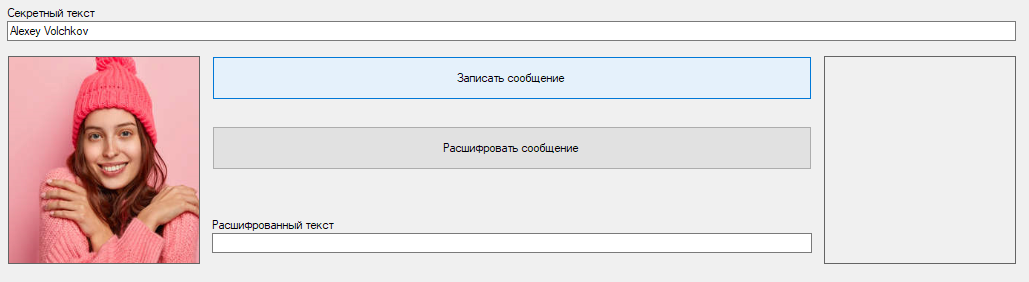 Секретный текст
Alexey Volchkov
Записать сообщение
Расшифровать сообщение
Расшифрованный текст